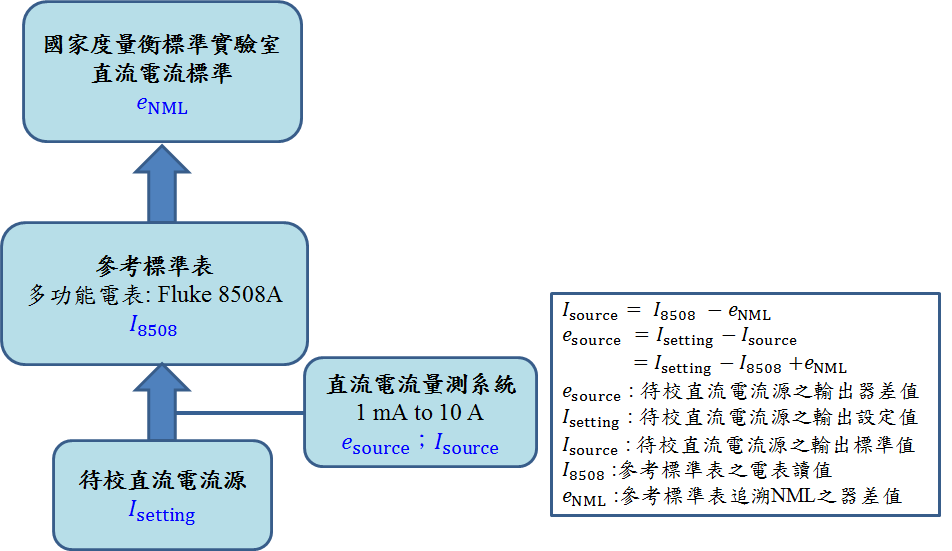 國家度量衡標準實驗室
直流電流標準
eNML
參考標準表
多功能電表: Fluke 8508A
I8508
直流電流量測系統
1 mA to 10 A
esource；Isource
待校直流電流源
Isetting
Isource = I8508 − eNML
esource = Isetting − Isource
= Isetting − I8508 +eNML
esource : 待校直流電流源之輸出器差值
Isetting : 待校直流電流源之輸出設定值
Isource : 待校直流電流源之輸出標準值
I8508 :參考標準表之電表讀值
eNML :參考標準表追溯NML之器差值